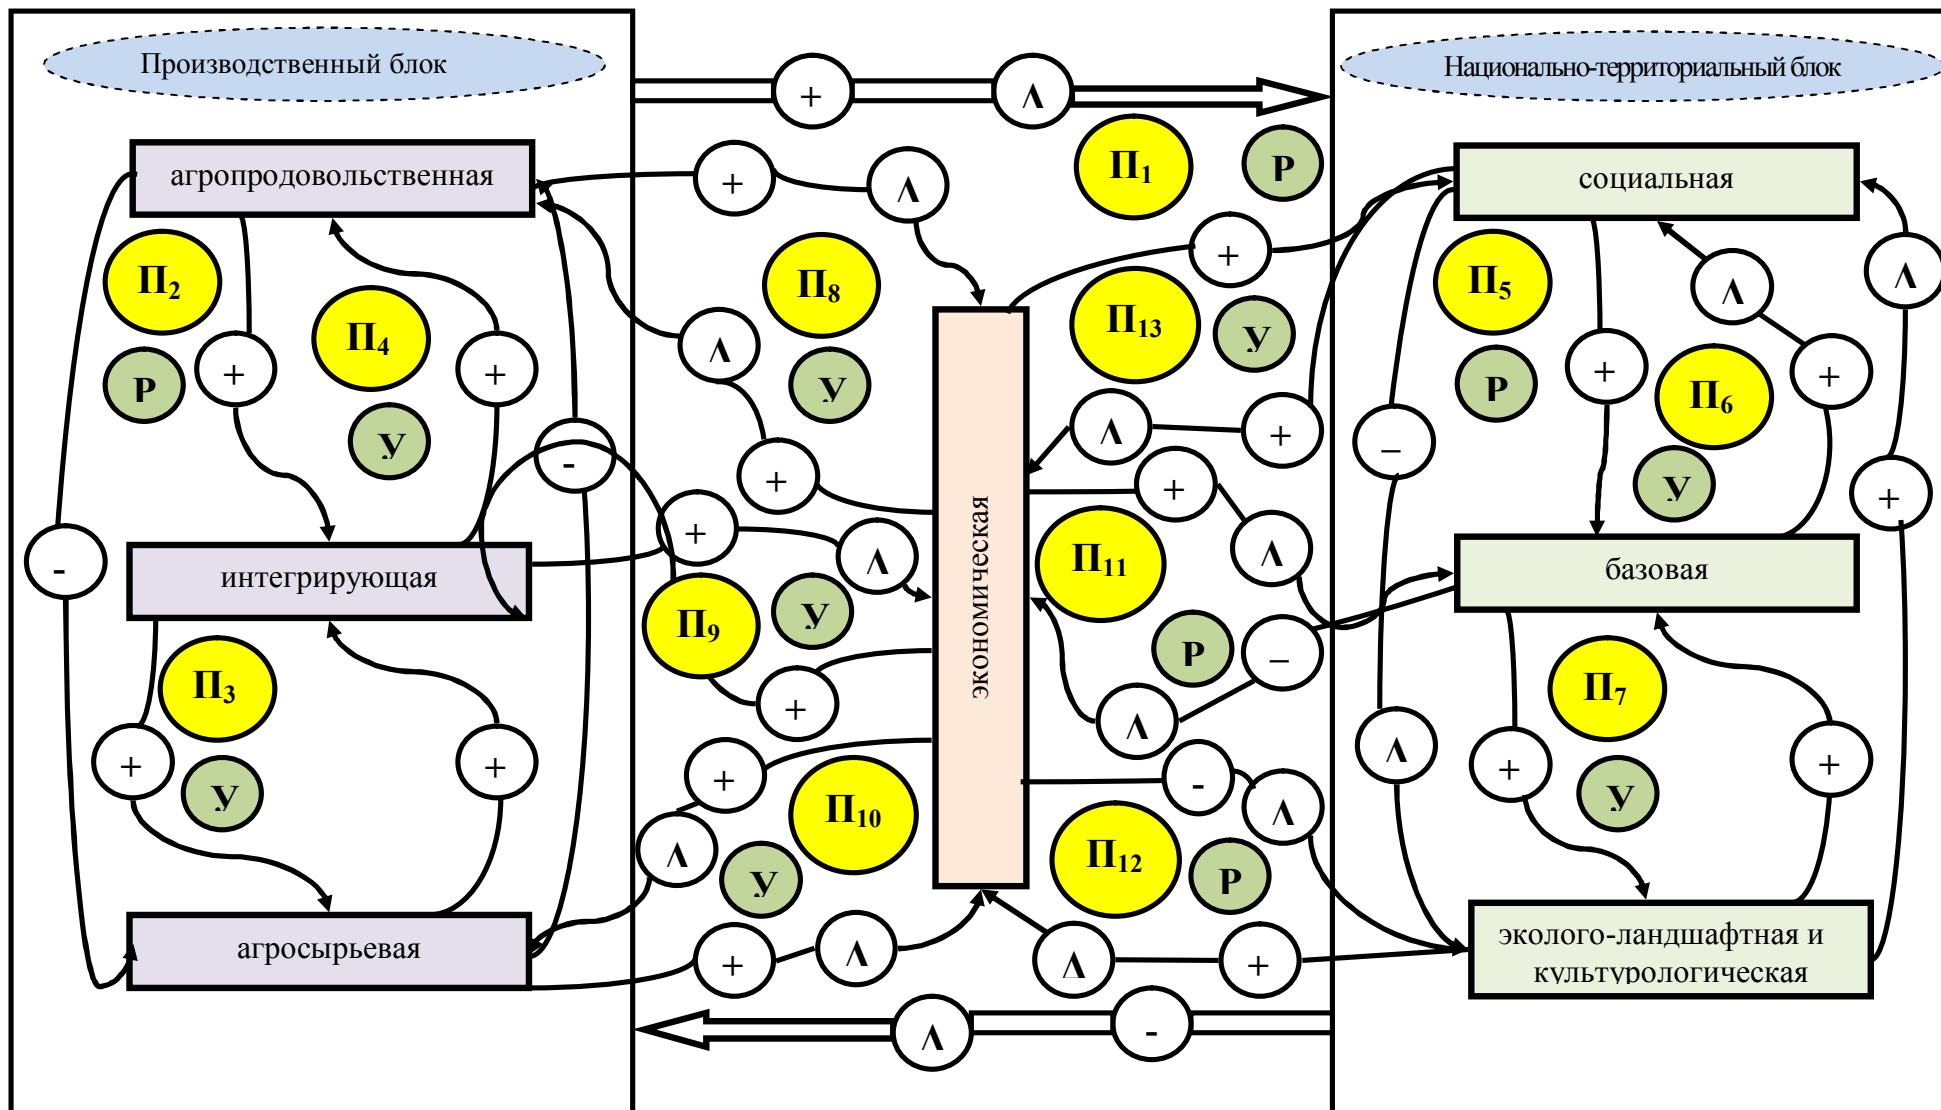 Производственный блок
Национально-территориальный блок
+
Λ
П1
Р
агропродовольственная
+
Λ
социальная
+
Λ
П2
П4
П8
П13
У
П5
Λ
Р
+
+
У
Λ
У
+
Λ
П6
+
Р
-
Λ
+
–
У
+
+
+
+
Λ
П11
Λ
-
интегрирующая
базовая
экономическая
П9
У
Р
–
П3
+
Λ
П7
+
+
У
+
П10
-
Λ
Λ
+
+
У
Λ
У
П12
Р
агросырьевая
+
Λ
Λ
+
эколого-ландшафтная и
культурологическая
Λ
-